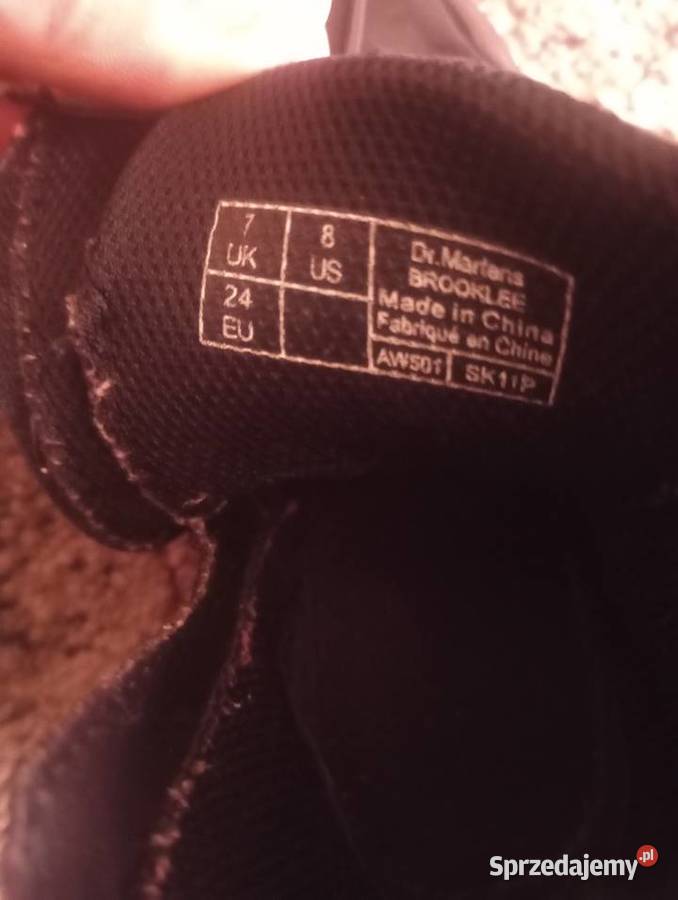 7
UK
8
US
24
EU
Dr.Martens
BROOKLEE
Made in China
Fabriqué en Chine
AW501
SK11P
Sprzedajemy.pl